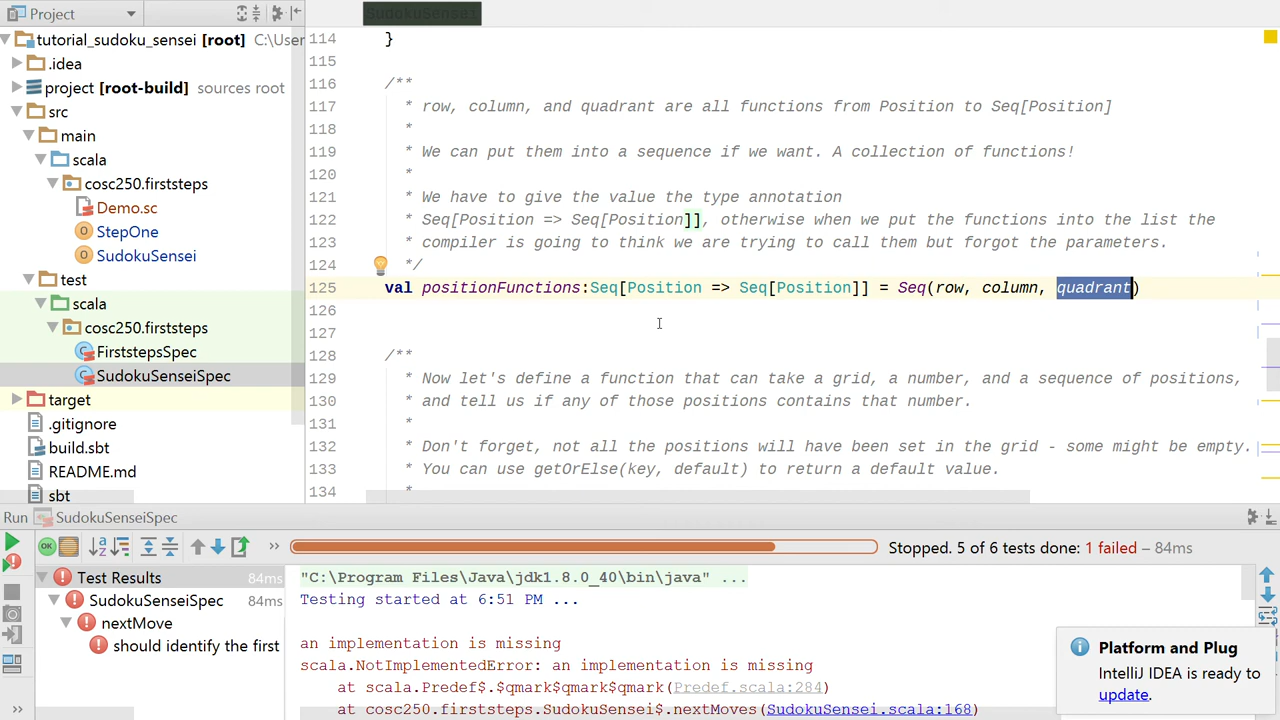 Project
SudokuSensei
tutorial_sudoku_sensei [root] C:\User
.idea
project [root-build] sources root
src
main
scala
cosc250.firststeps
Demo.sc
StepOne
SudokuSensei
test
scala
cosc250.firststeps
FirststepsSpec
SudokuSenseiSpec
target
.gitignore
build.sbt
README.md
sbt
114 }
115
116 /**
117 * row, column, and quadrant are all functions from Position to Seq[Position]
118 *
119 * We can put them into a sequence if we want. A collection of functions!
120 *
121 * We have to give the value the type annotation
122 * Seq[Position => Seq[Position]], otherwise when we put the functions into the list the
123 * compiler is going to think we are trying to call them but forgot the parameters.
124 */
125 val positionFunctions:Seq[Position => Seq[Position]] = Seq(row, column, quadrant)
126
127
128 /**
129 * Now let's define a function that can take a grid, a number, and a sequence of positions,
130 * and tell us if any of those positions contains that number.
131 *
132 * Don't forget, not all the positions will have been set in the grid - some might be empty.
133 * You can use getOrElse(key, default) to return a default value.
134 *
Run SudokuSenseiSpec
OK Stopped. 5 of 6 tests done: 1 failed – 84ms
Test Results 84ms
SudokuSenseiSpec 84ms
nextMove
should identify the first
"C:\Program Files\Java\jdk1.8.0_40\bin\java" ...
Testing started at 6:51 PM ...
an implementation is missing
scala.NotImplementedError: an implementation is missing
at scala.Predef$.$qmark$qmark$qmark(Predef.scala:284)
at cosc250.firststeps.SudokuSensei$.nextMoves(SudokuSensei.scala:168)
Platform and Plug
IntelliJ IDEA is ready to
update.